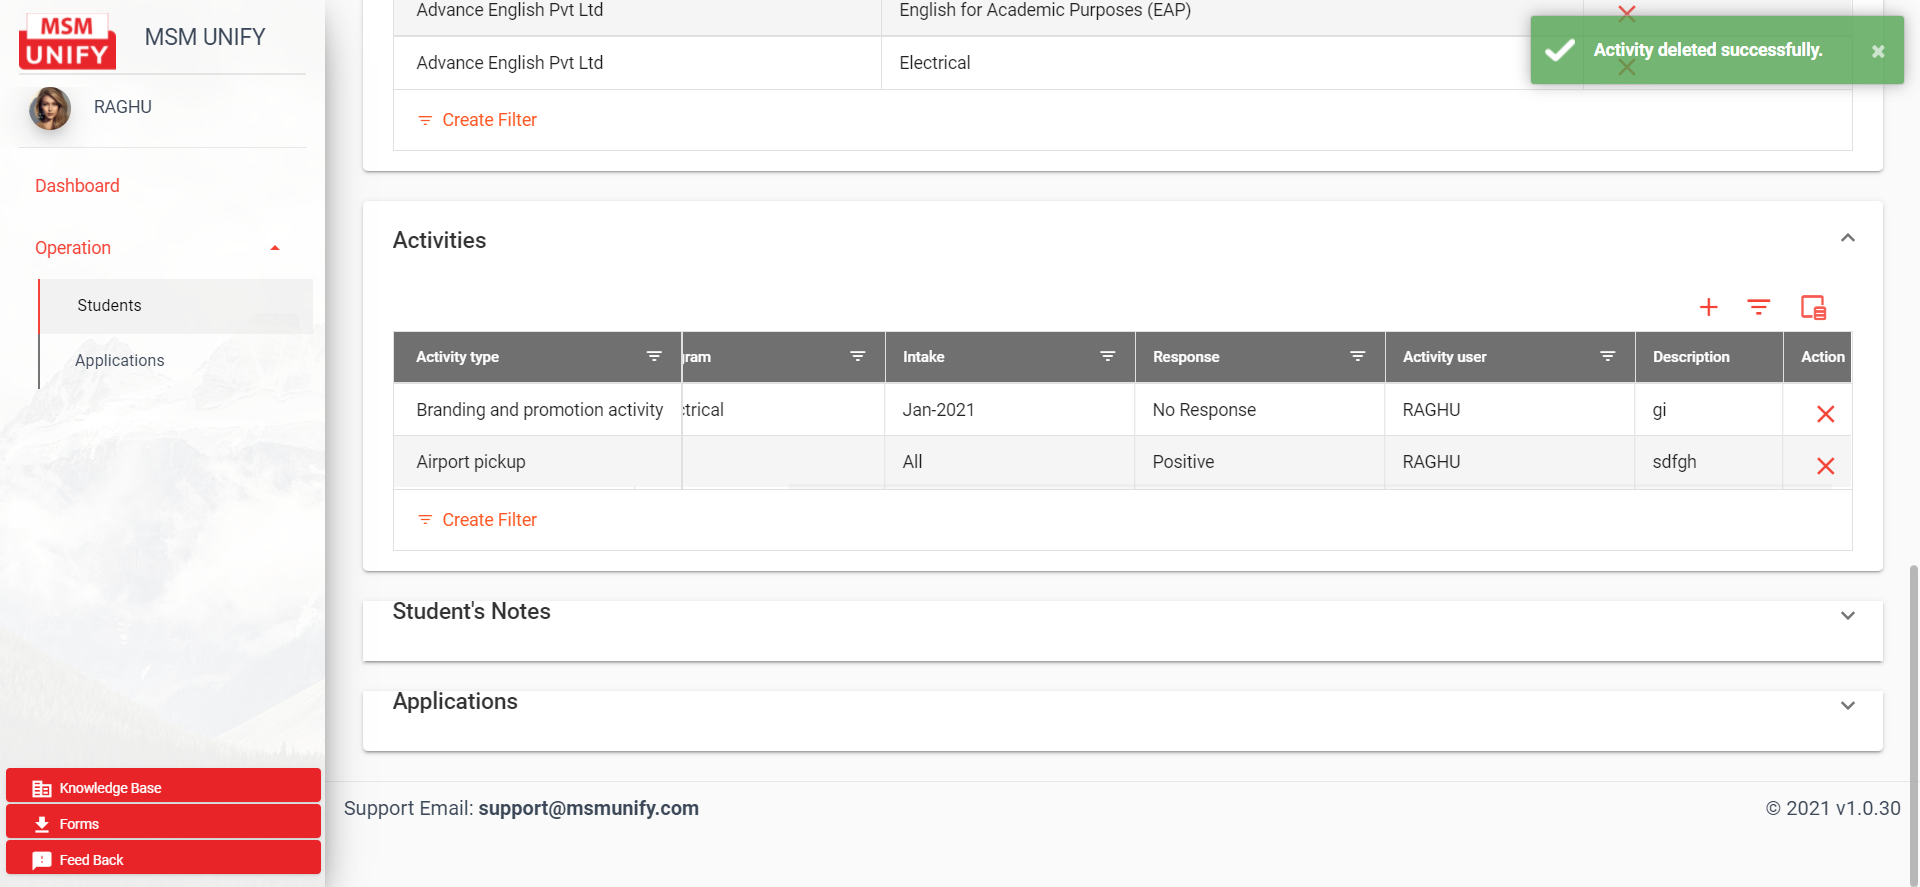 MSM
UNIFY
MSM UNIFY
RAGHU
Dashboard
Operation
Students
Applications
Knowledge Base
Forms
Feed Back
Advance English Pvt Ltd English for Academic Purposes (EAP)
Advance English Pvt Ltd Electrical
Create Filter
Activity deleted successfully.
Activities
Activity type gram Intake Response Activity user Description Action
Branding and promotion activity ctrical Jan-2021 No Response RAGHU gi
Airport pickup All Positive RAGHU sdfgh
Create Filter
Student's Notes
Applications
Support Email: support@msmunify.com
© 2021 v1.0.30